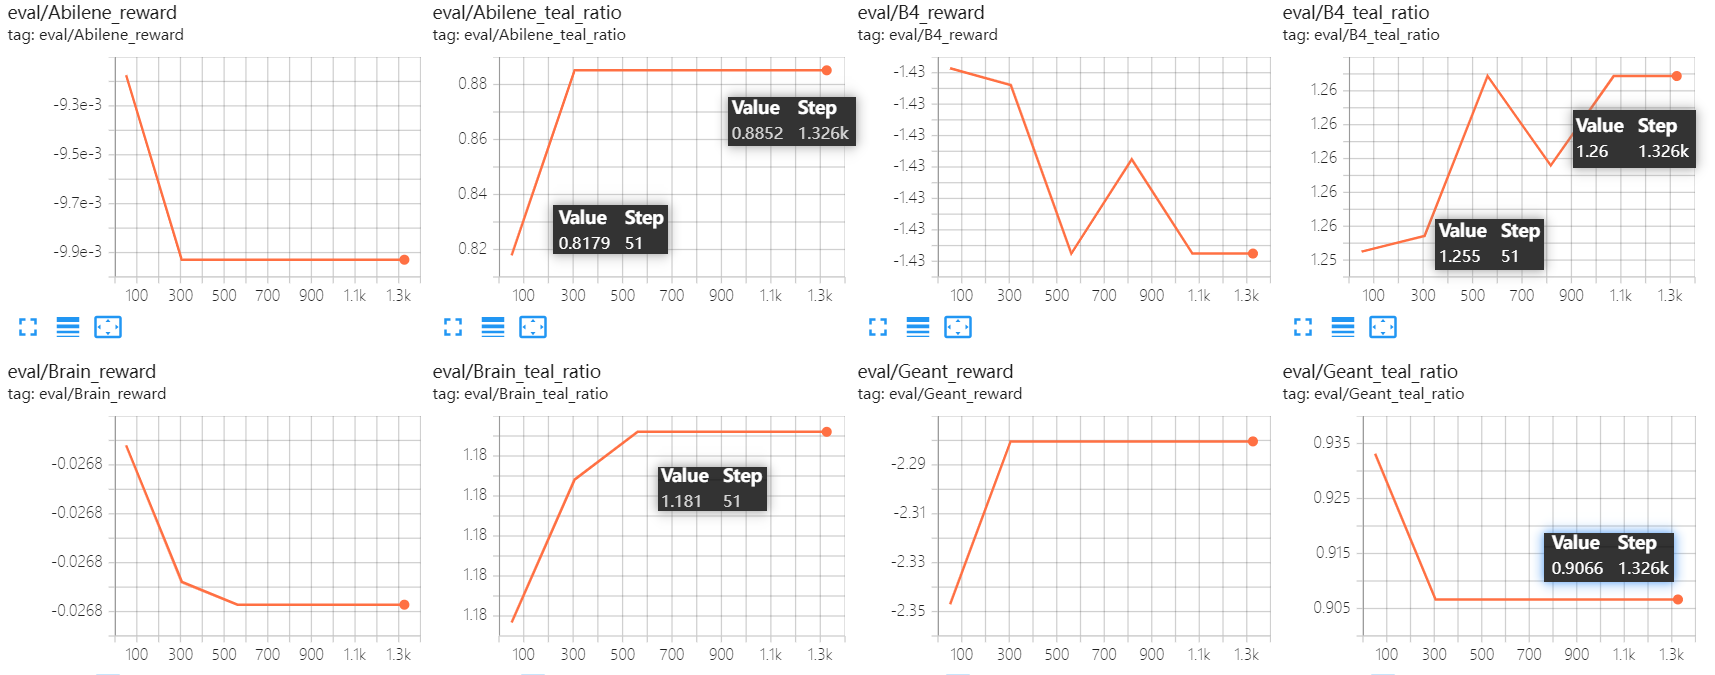 eval/Abilene_reward
tag: eval/Abilene_reward
-9.3e-3
-9.5e-3
-9.7e-3
-9.9e-3
100 300 500 700 900 1.1k 1.3k
eval/Abilene_teal_ratio
tag: eval/Abilene_teal_ratio
0.88
0.86
0.84
0.82
Value Step
0.8852 1.326k
Value Step
0.8179 51
100 300 500 700 900 1.1k 1.3k
eval/B4_reward
tag: eval/B4_reward
-1.43
-1.43
-1.43
-1.43
-1.43
-1.43
-1.43
100 300 500 700 900 1.1k 1.3k
eval/B4_teal_ratio
tag: eval/B4_teal_ratio
1.26
1.26
1.26
1.26
1.26
1.25
Value Step
1.26 1.326k
Value Step
1.255 51
100 300 500 700 900 1.1k 1.3k
eval/Brain_reward
tag: eval/Brain_reward
-0.0268
-0.0268
-0.0268
-0.0268
100 300 500 700 900 1.1k 1.3k
eval/Brain_teal_ratio
tag: eval/Brain_teal_ratio
1.18
1.18
1.18
1.18
1.18
Value Step
1.181 51
100 300 500 700 900 1.1k 1.3k
eval/Geant_reward
tag: eval/Geant_reward
-2.29
-2.31
-2.33
-2.35
100 300 500 700 900 1.1k 1.3k
eval/Geant_teal_ratio
tag: eval/Geant_teal_ratio
0.935
0.925
0.915
0.905
Value Step
0.9066 1.326k
100 300 500 700 900 1.1k 1.3k